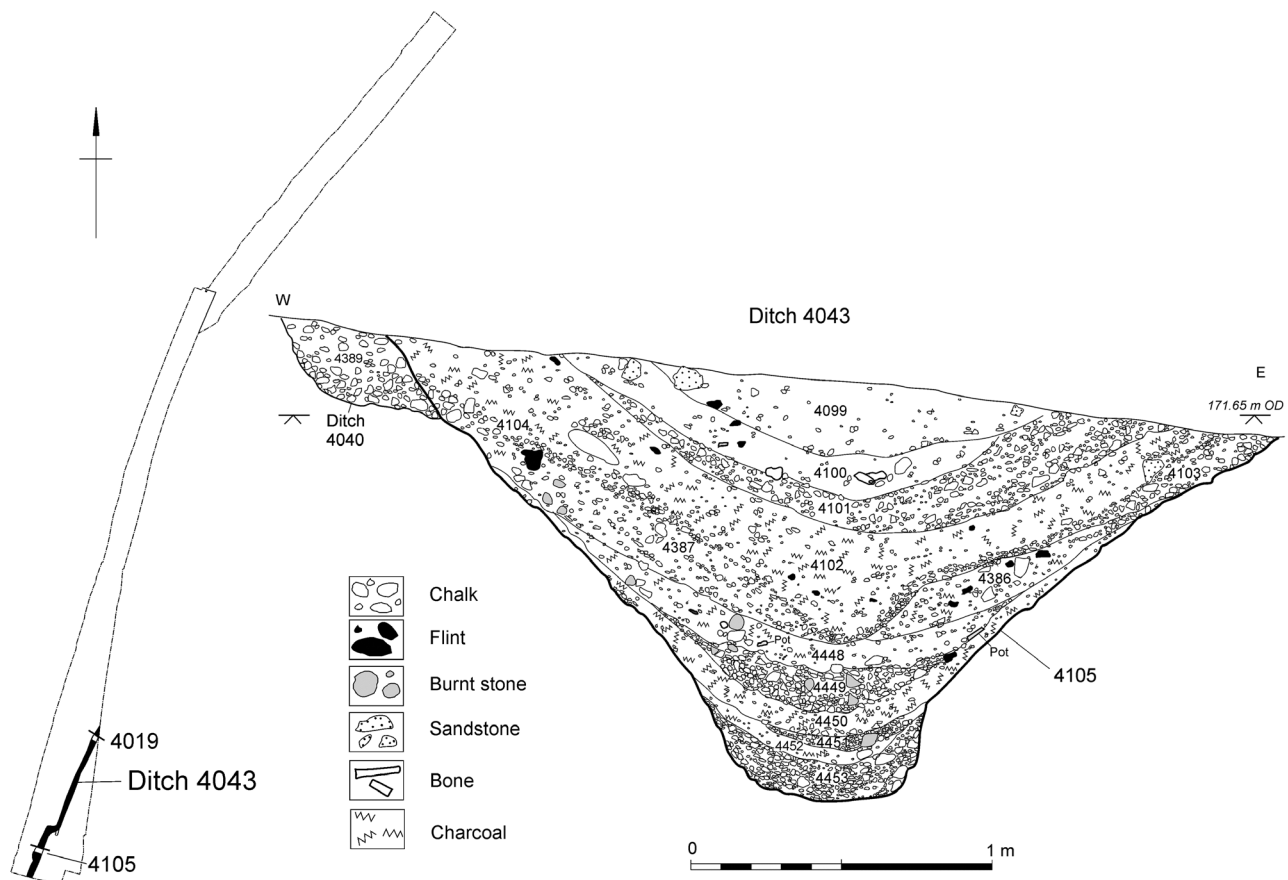 W
Ditch 4043
E
171.65 m OD
4389
Ditch
4040
4104
4099
4100
4101
4103
4387
4102
4386
Pot
4448
Pot
4105
4449
4450
4451
4452
4453
Chalk
Flint
Burnt stone
Sandstone
Bone
Charcoal
4019
Ditch 4043
4105
0
1 m